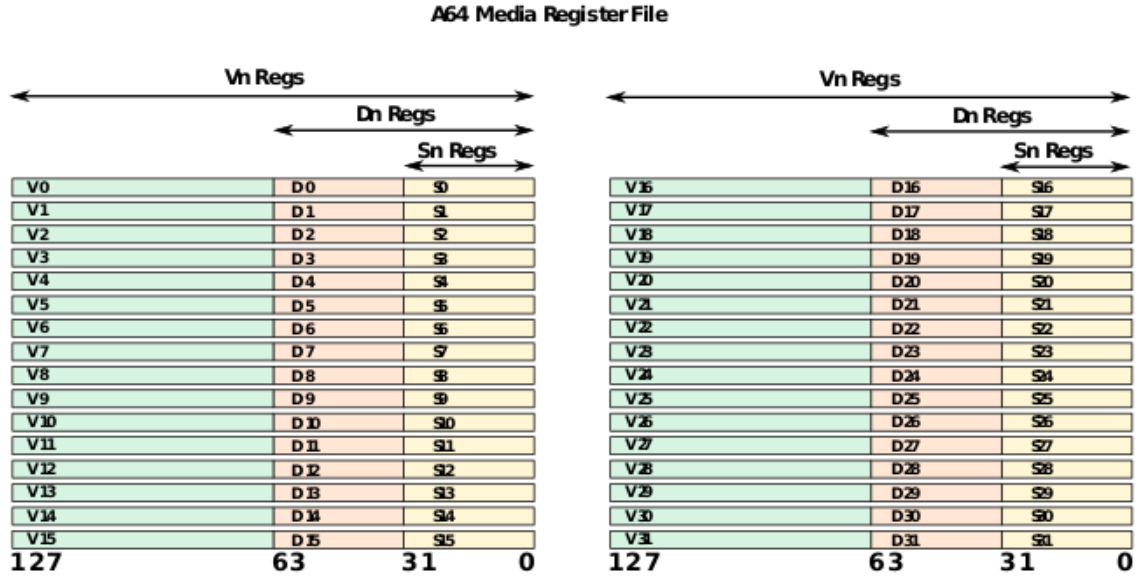 A64 Media Register File
Vn Regs Vn Regs
Dn Regs Dn Regs
Sn Regs Sn Regs
V0 D0 S0 V16 D16 S16
V1 D1 S1 V17 D17 S17
V2 D2 S2 V18 D18 S18
V3 D3 S3 V19 D19 S19
V4 D4 S4 V20 D20 S20
V5 D5 S5 V21 D21 S21
V6 D6 S6 V22 D22 S22
V7 D7 S7 V23 D23 S23
V8 D8 S8 V24 D24 S24
V9 D9 S9 V25 D25 S25
V10 D10 S10 V26 D26 S26
V11 D11 S11 V27 D27 S27
V12 D12 S12 V28 D28 S28
V13 D13 S13 V29 D29 S29
V14 D14 S14 V30 D30 S30
V15 D15 S15 V31 D31 S31
127 63 31 0 127 63 31 0